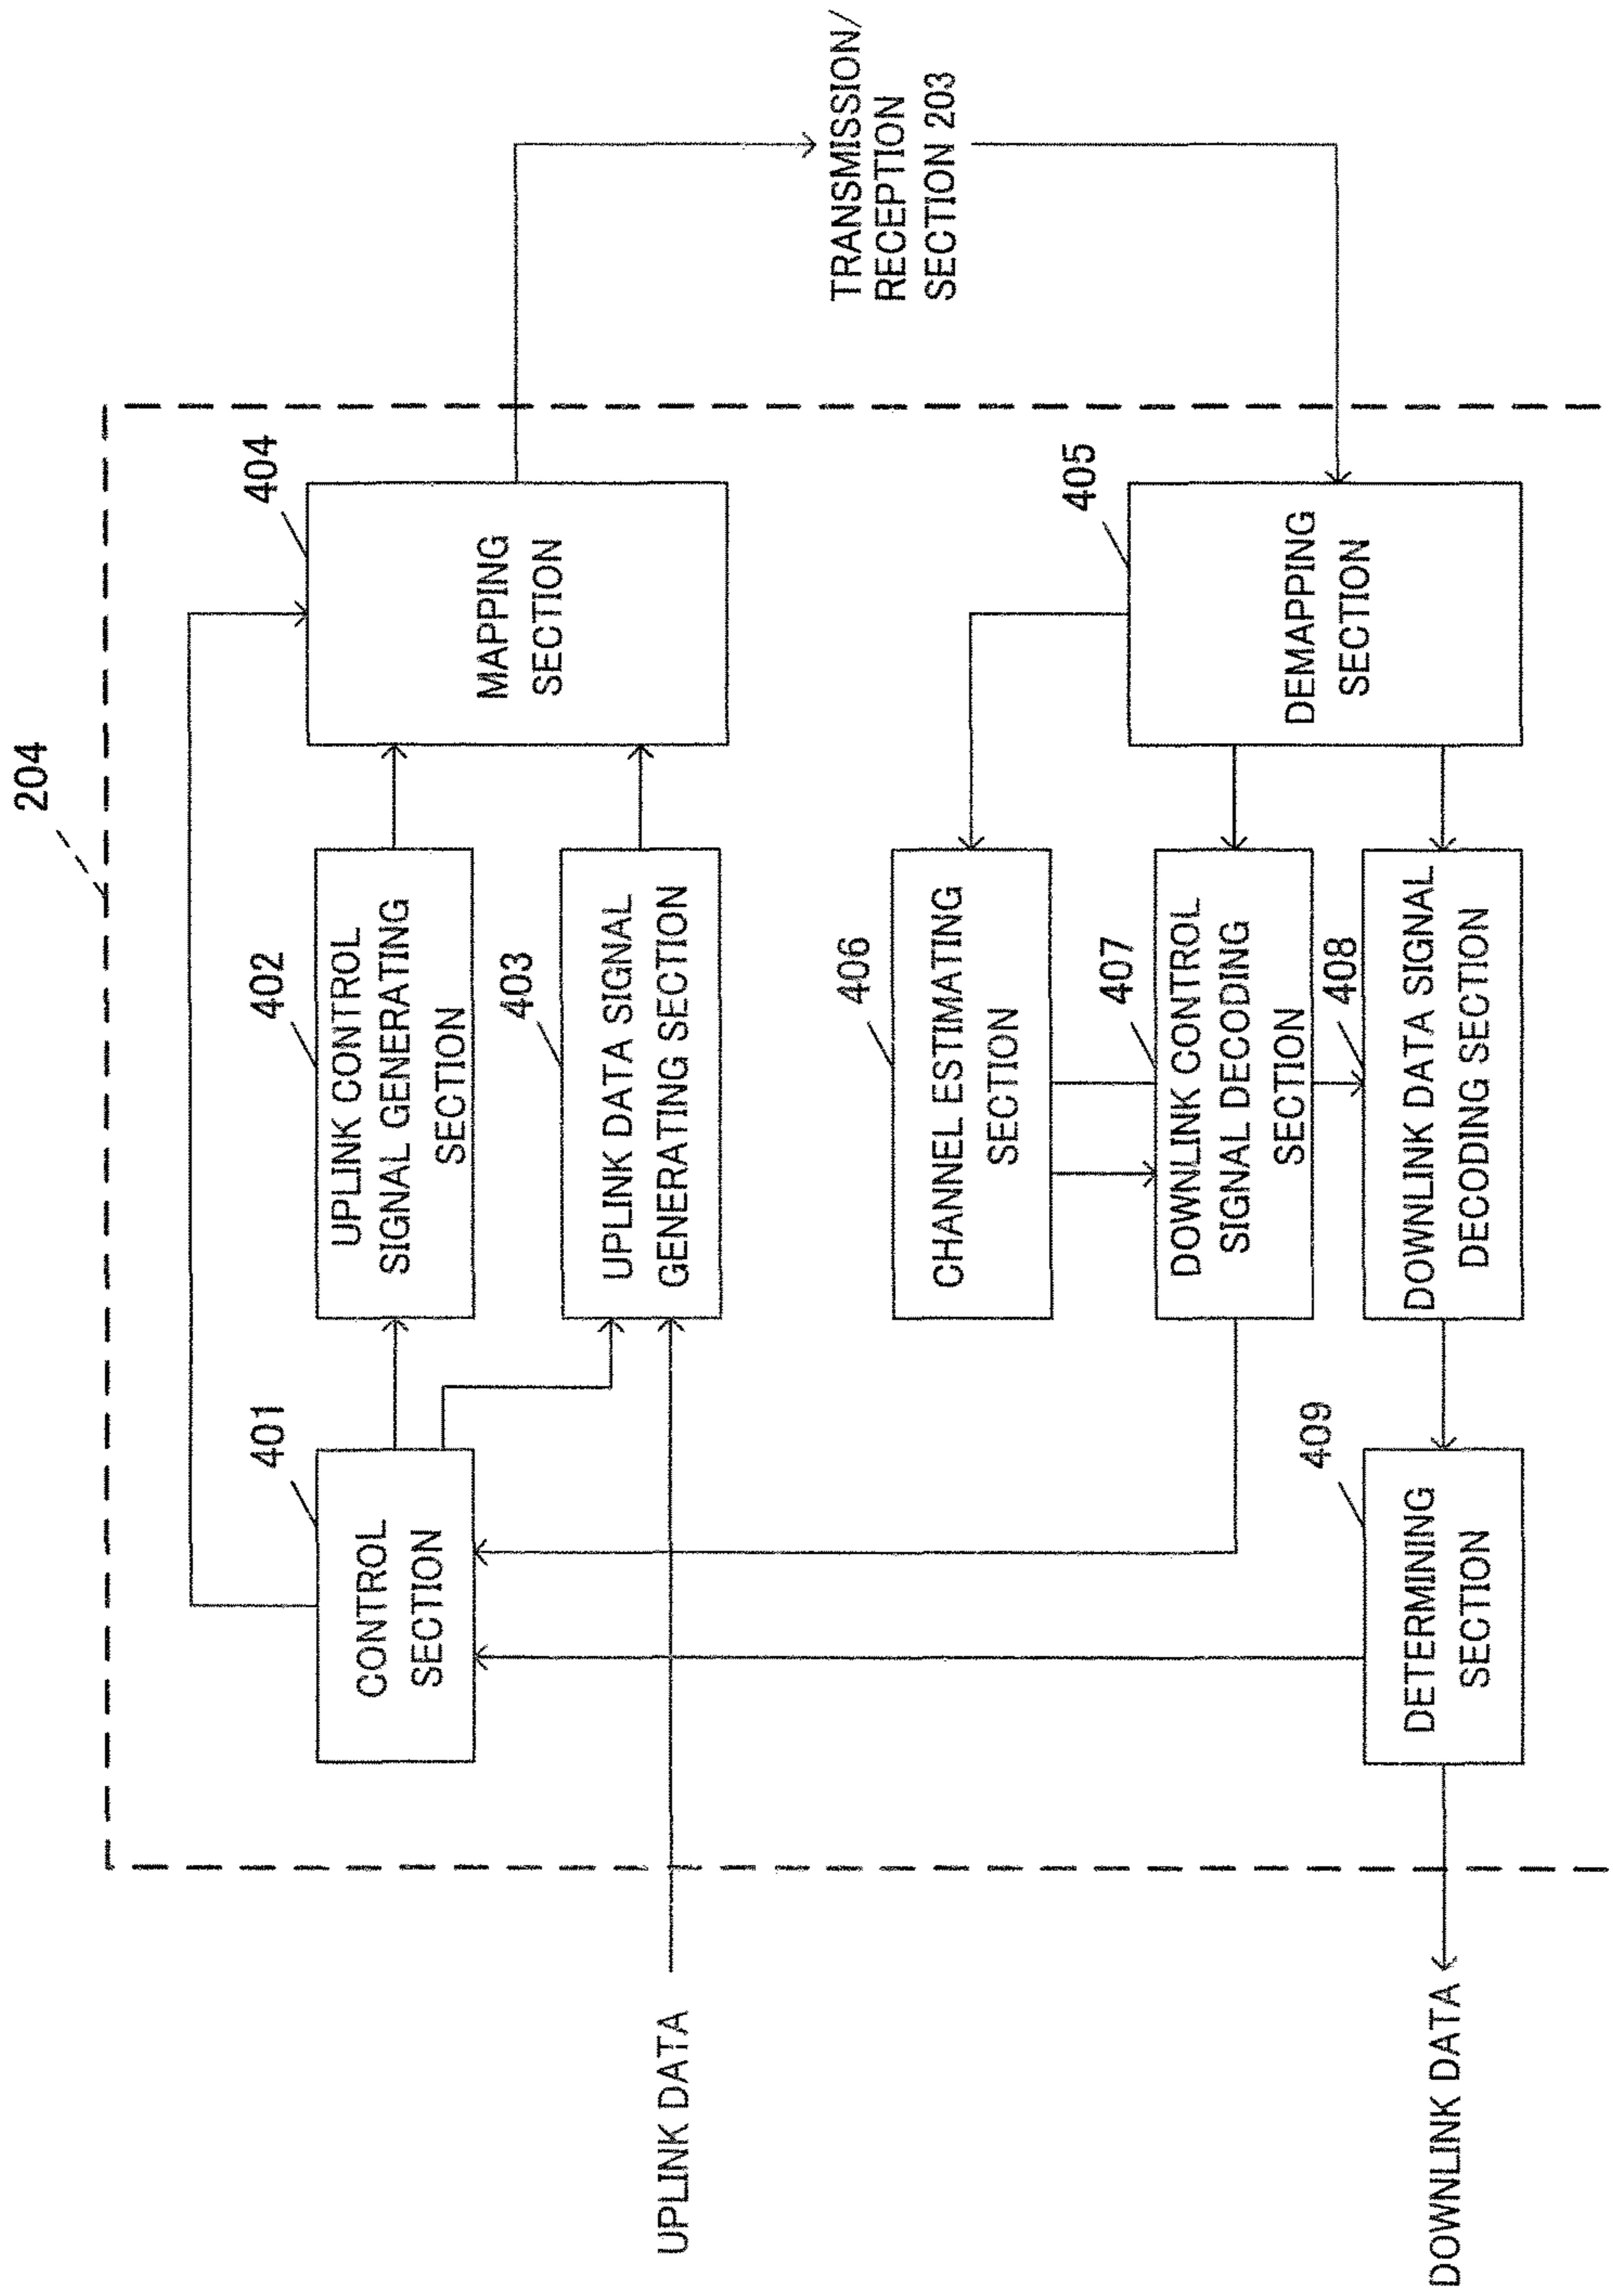 204
401
CONTROL
SECTION
402
UPLINK CONTROL
SIGNAL GENERATING
SECTION
404
MAPPING
SECTION
403
UPLINK DATA SIGNAL
GENERATING SECTION
UPLINK DATA
TRANSMISSION/
RECEPTION
SECTION 203
406
CHANNEL ESTIMATING
SECTION
405
DEMAPPING
SECTION
407
DOWNLINK CONTROL
SIGNAL DECODING
SECTION
408
DOWNLINK DATA SIGNAL
DECODING SECTION
409
DETERMINING
SECTION
DOWNLINK DATA